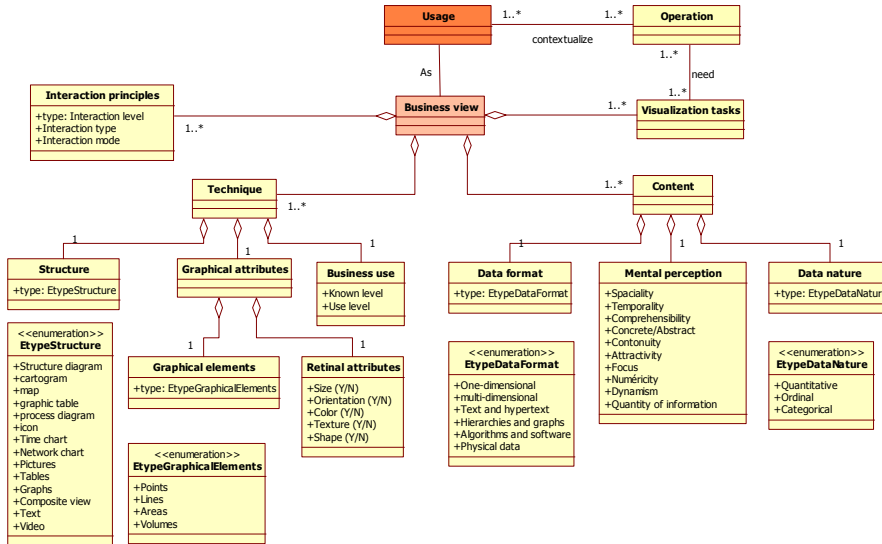 Usage
1..*
1..*
Operation
contextualize
1..*
As
need
Interaction principles
+type: Interaction level
+Interaction type
+Interaction mode
1..*
Business view
1..*
1..*
Visualization tasks
Technique
1..*
1..*
Content
1
1
1
1
1
1
Structure
+type: EtypeStructure
Graphical attributes
Business use
+Known level
+Use level
Data format
+type: EtypeDataFormat
Mental perception
+Spaciality
+Temporality
+Comprehensibility
+Concrete/Abstract
+Contonuity
+Attractivity
+Focus
+Numéricity
+Dynamism
+Quantity of information
Data nature
+type: EtypeDataNature
<<enumeration>>
EtypeStructure
+Structure diagram
+cartogram
+map
+graphic table
+process diagram
+icon
+Time chart
+Network chart
+Pictures
+Tables
+Graphs
+Composite view
+Text
+Video
1
1
Graphical elements
+type: EtypeGraphicalElements
Retinal attributes
+Size (Y/N)
+Orientation (Y/N)
+Color (Y/N)
+Texture (Y/N)
+Shape (Y/N)
<<enumeration>>
EtypeDataFormat
+One-dimensional
+multi-dimensional
+Text and hypertext
+Hierarchies and graphs
+Algorithms and software
+Physical data
<<enumeration>>
EtypeDataNature
+Quantitative
+Ordinal
+Categorical
<<enumeration>>
EtypeGraphicalElements
+Points
+Lines
+Areas
+Volumes